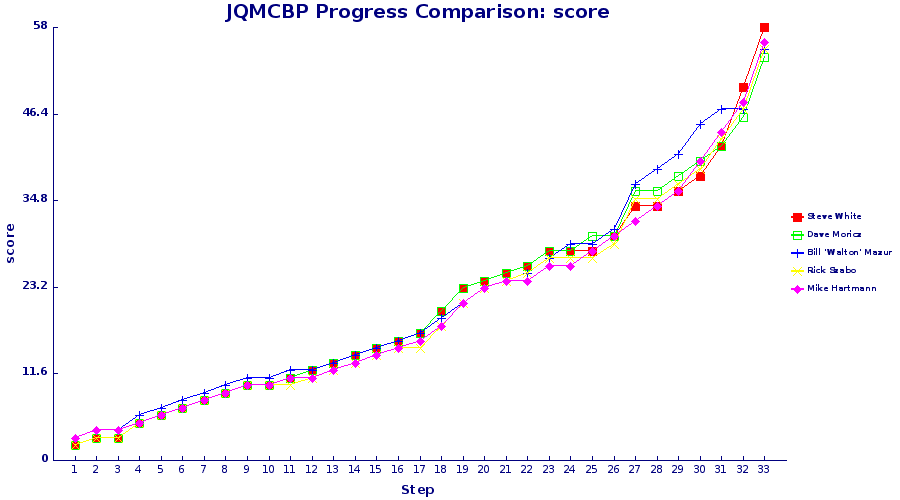 JQMCBP Progress Comparison: score
58
46.4
34.8
23.2
11.6
0
score
1 2 3 4 5 6 7 8 9 10 11 12 13 14 15 16 17 18 19 20 21 22 23 24 25 26 27 28 29 30 31 32 33
Step
Steve White
Dave Moricz
Bill 'Walton' Mazur
Rick Szabo
Mike Hartmann